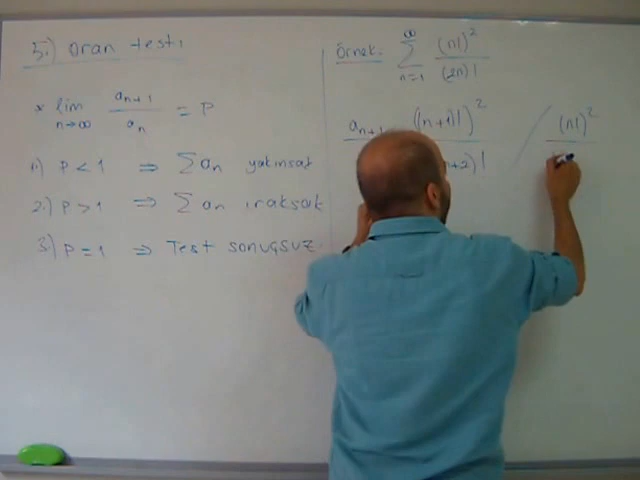 5.) Oran testi
* lim n→∞ a_{n+1} / a_n = P
1.) P < 1 ⇒ ∑ a_n yakınsak
2.) P > 1 ⇒ ∑ a_n ıraksak
3.) P = 1 ⇒ Test sonuçsuz
Örnek: ∑_{n=1}^{∞} (n!)² / (2n)!
a_{n+1} ((n+1)!)² / n+2)! / (n!)²